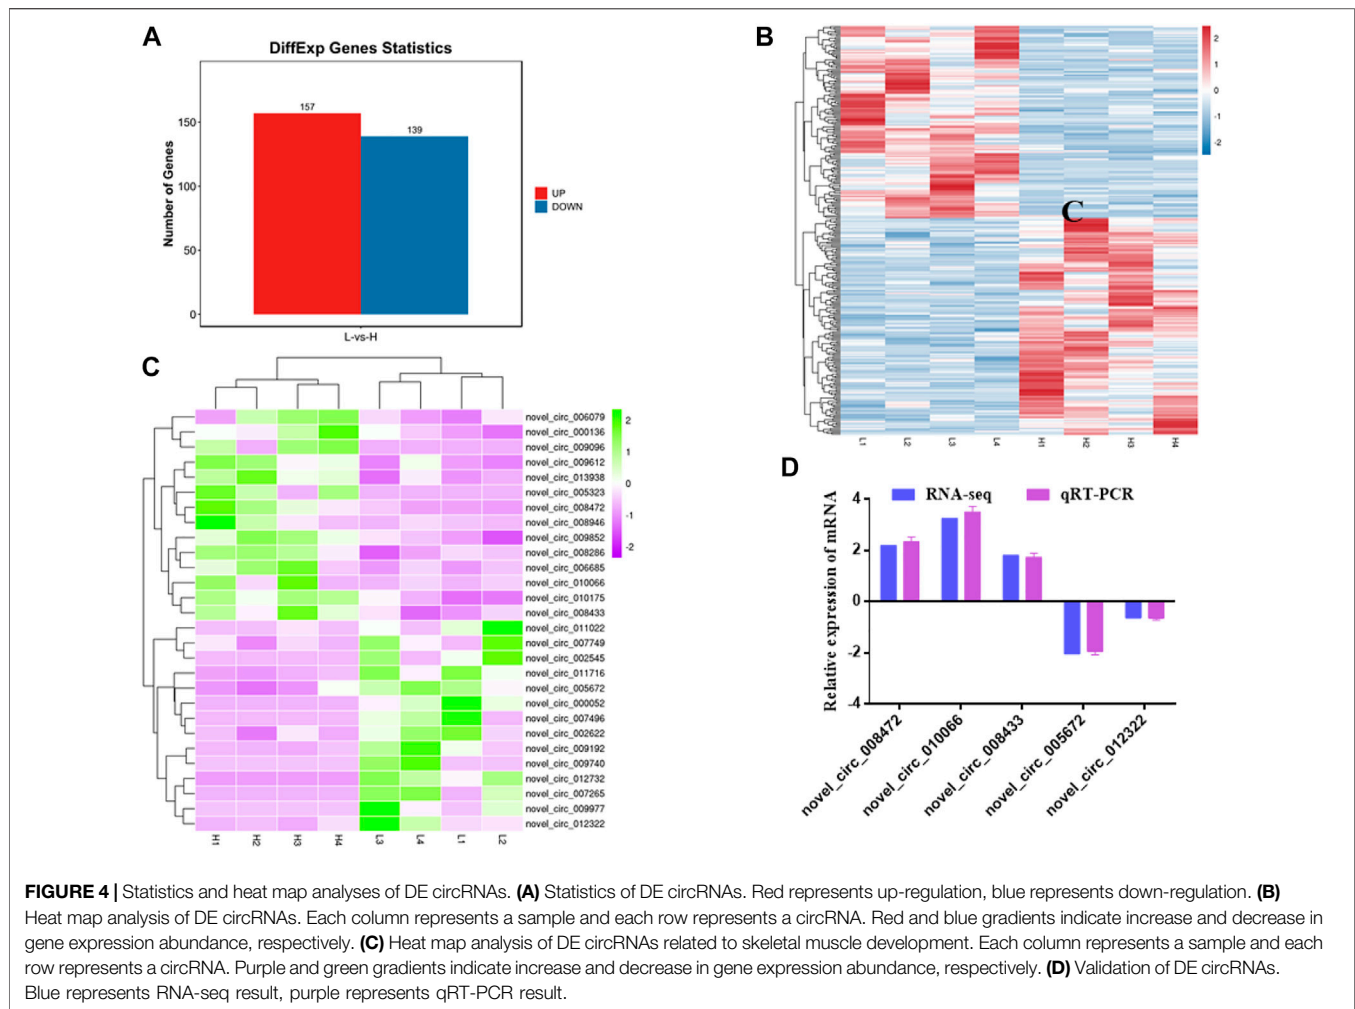 A
DiffExp Genes Statistics
157
139
150
100
50
0
Number of Genes
L-vs-H
UP
DOWN
B
2
1
0
-1
-2
C
L1
L2
L3
L4
H1
H2
H3
H4
C
novel_circ_006079
novel_circ_000136
novel_circ_009096
novel_circ_009612
novel_circ_013938
novel_circ_005323
novel_circ_008472
novel_circ_008946
novel_circ_009852
novel_circ_008286
novel_circ_006685
novel_circ_010066
novel_circ_010175
novel_circ_008433
novel_circ_011022
novel_circ_007749
novel_circ_002545
novel_circ_011716
novel_circ_005672
novel_circ_000052
novel_circ_007496
novel_circ_002622
novel_circ_009192
novel_circ_009740
novel_circ_012732
novel_circ_007265
novel_circ_009977
novel_circ_012322
2
1
0
-1
-2
H1
H2
H3
H4
L3
L4
L1
L2
D
RNA-seq
qRT-PCR
Relative expression of mRNA
4
2
0
-2
-4
novel_circ_008472
novel_circ_010066
novel_circ_008433
novel_circ_005672
novel_circ_012322
FIGURE 4 | Statistics and heat map analyses of DE circRNAs. (A) Statistics of DE circRNAs. Red represents up-regulation, blue represents down-regulation. (B)
Heat map analysis of DE circRNAs. Each column represents a sample and each row represents a circRNA. Red and blue gradients indicate increase and decrease in
gene expression abundance, respectively. (C) Heat map analysis of DE circRNAs related to skeletal muscle development. Each column represents a sample and each
row represents a circRNA. Purple and green gradients indicate increase and decrease in gene expression abundance, respectively. (D) Validation of DE circRNAs.
Blue represents RNA-seq result, purple represents qRT-PCR result.